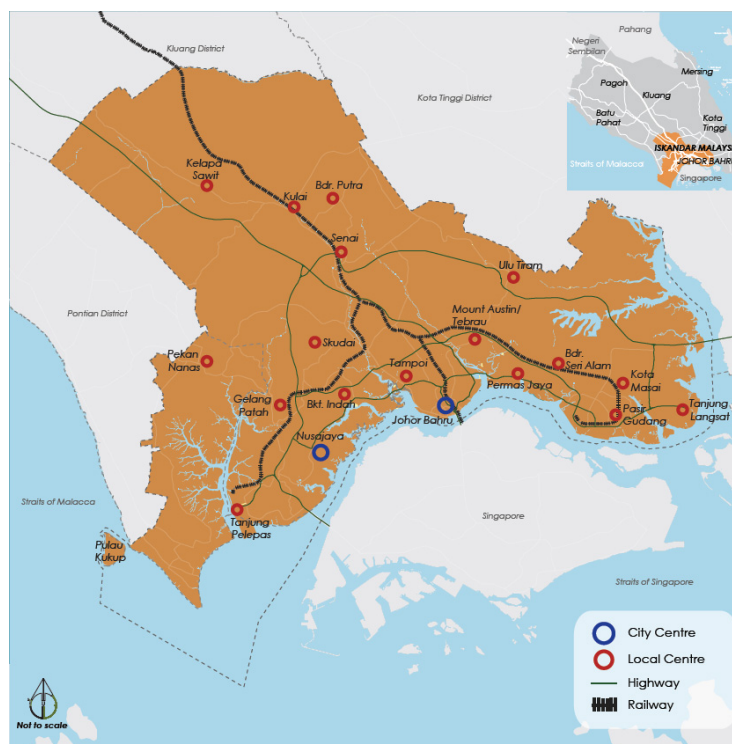 Pahang
Negeri
Sembilan
Mersing
Pagoh
Kluang
Batu
Pahat
Kota
Tinggi
ISKANDAR MALAYSI
JOHOR BAHR
Straits of Malacca
Singapore
Kluang District
Kota Tinggi District
Kelapa
Sawit
Bdr. Putra
Kulai
Senai
Ulu Tiram
Pontian District
Mount Austin/
Tebrau
Skudai
Pekan
Nanas
Bdr.
Seri Alam
Tampoi
Kota
Masai
Permas Jaya
Gelang
Patah
Bkt. Indah
Johor Bahru
Pasir
Gudang
Tanjung
Langsat
Nusajaya
Straits of Malacca
Tanjung
Pelepas
Singapore
Pulau
Kukup
Straits of Singapore
City Centre
Local Centre
Highway
Railway
Not to scale